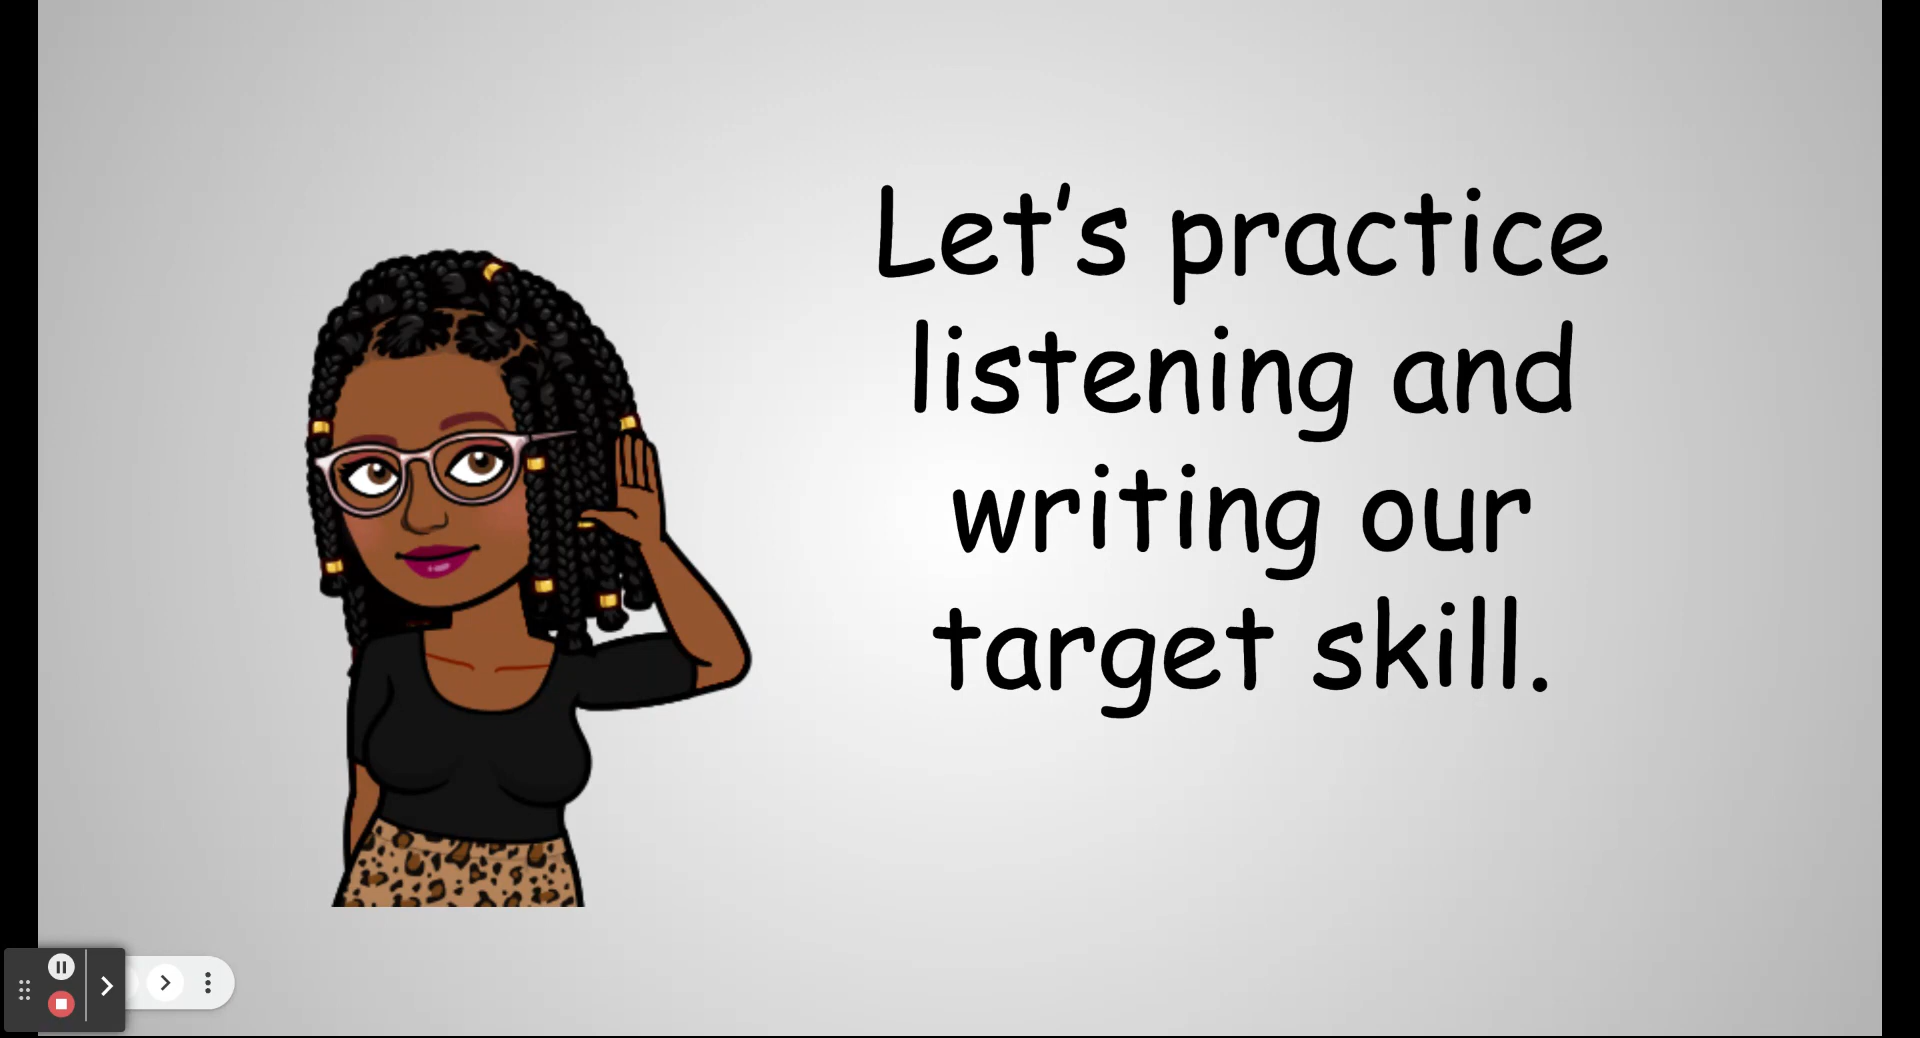 Let’s practice
listening and
writing our
target skill.